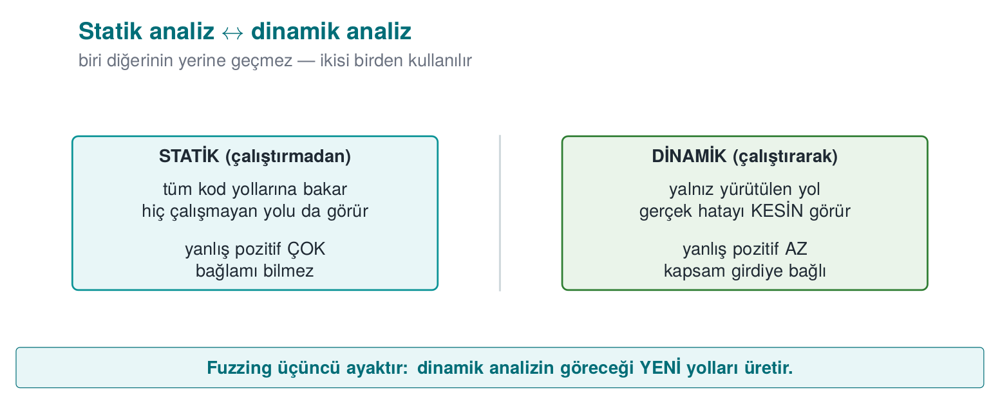 Statik analiz ↔ dinamik analiz
biri diğerinin yerine geçmez — ikisi birden kullanılır
STATİK (çalıştırmadan)
tüm kod yollarına bakar
hiç çalışmayan yolu da görür
yanlış pozitif ÇOK
bağlamı bilmez
DİNAMİK (çalıştırarak)
yalnız yürütülen yol
gerçek hatayı KESİN görür
yanlış pozitif AZ
kapsam girdiye bağlı
Fuzzing üçüncü ayaktır: dinamik analizin göreceği YENİ yolları üretir.